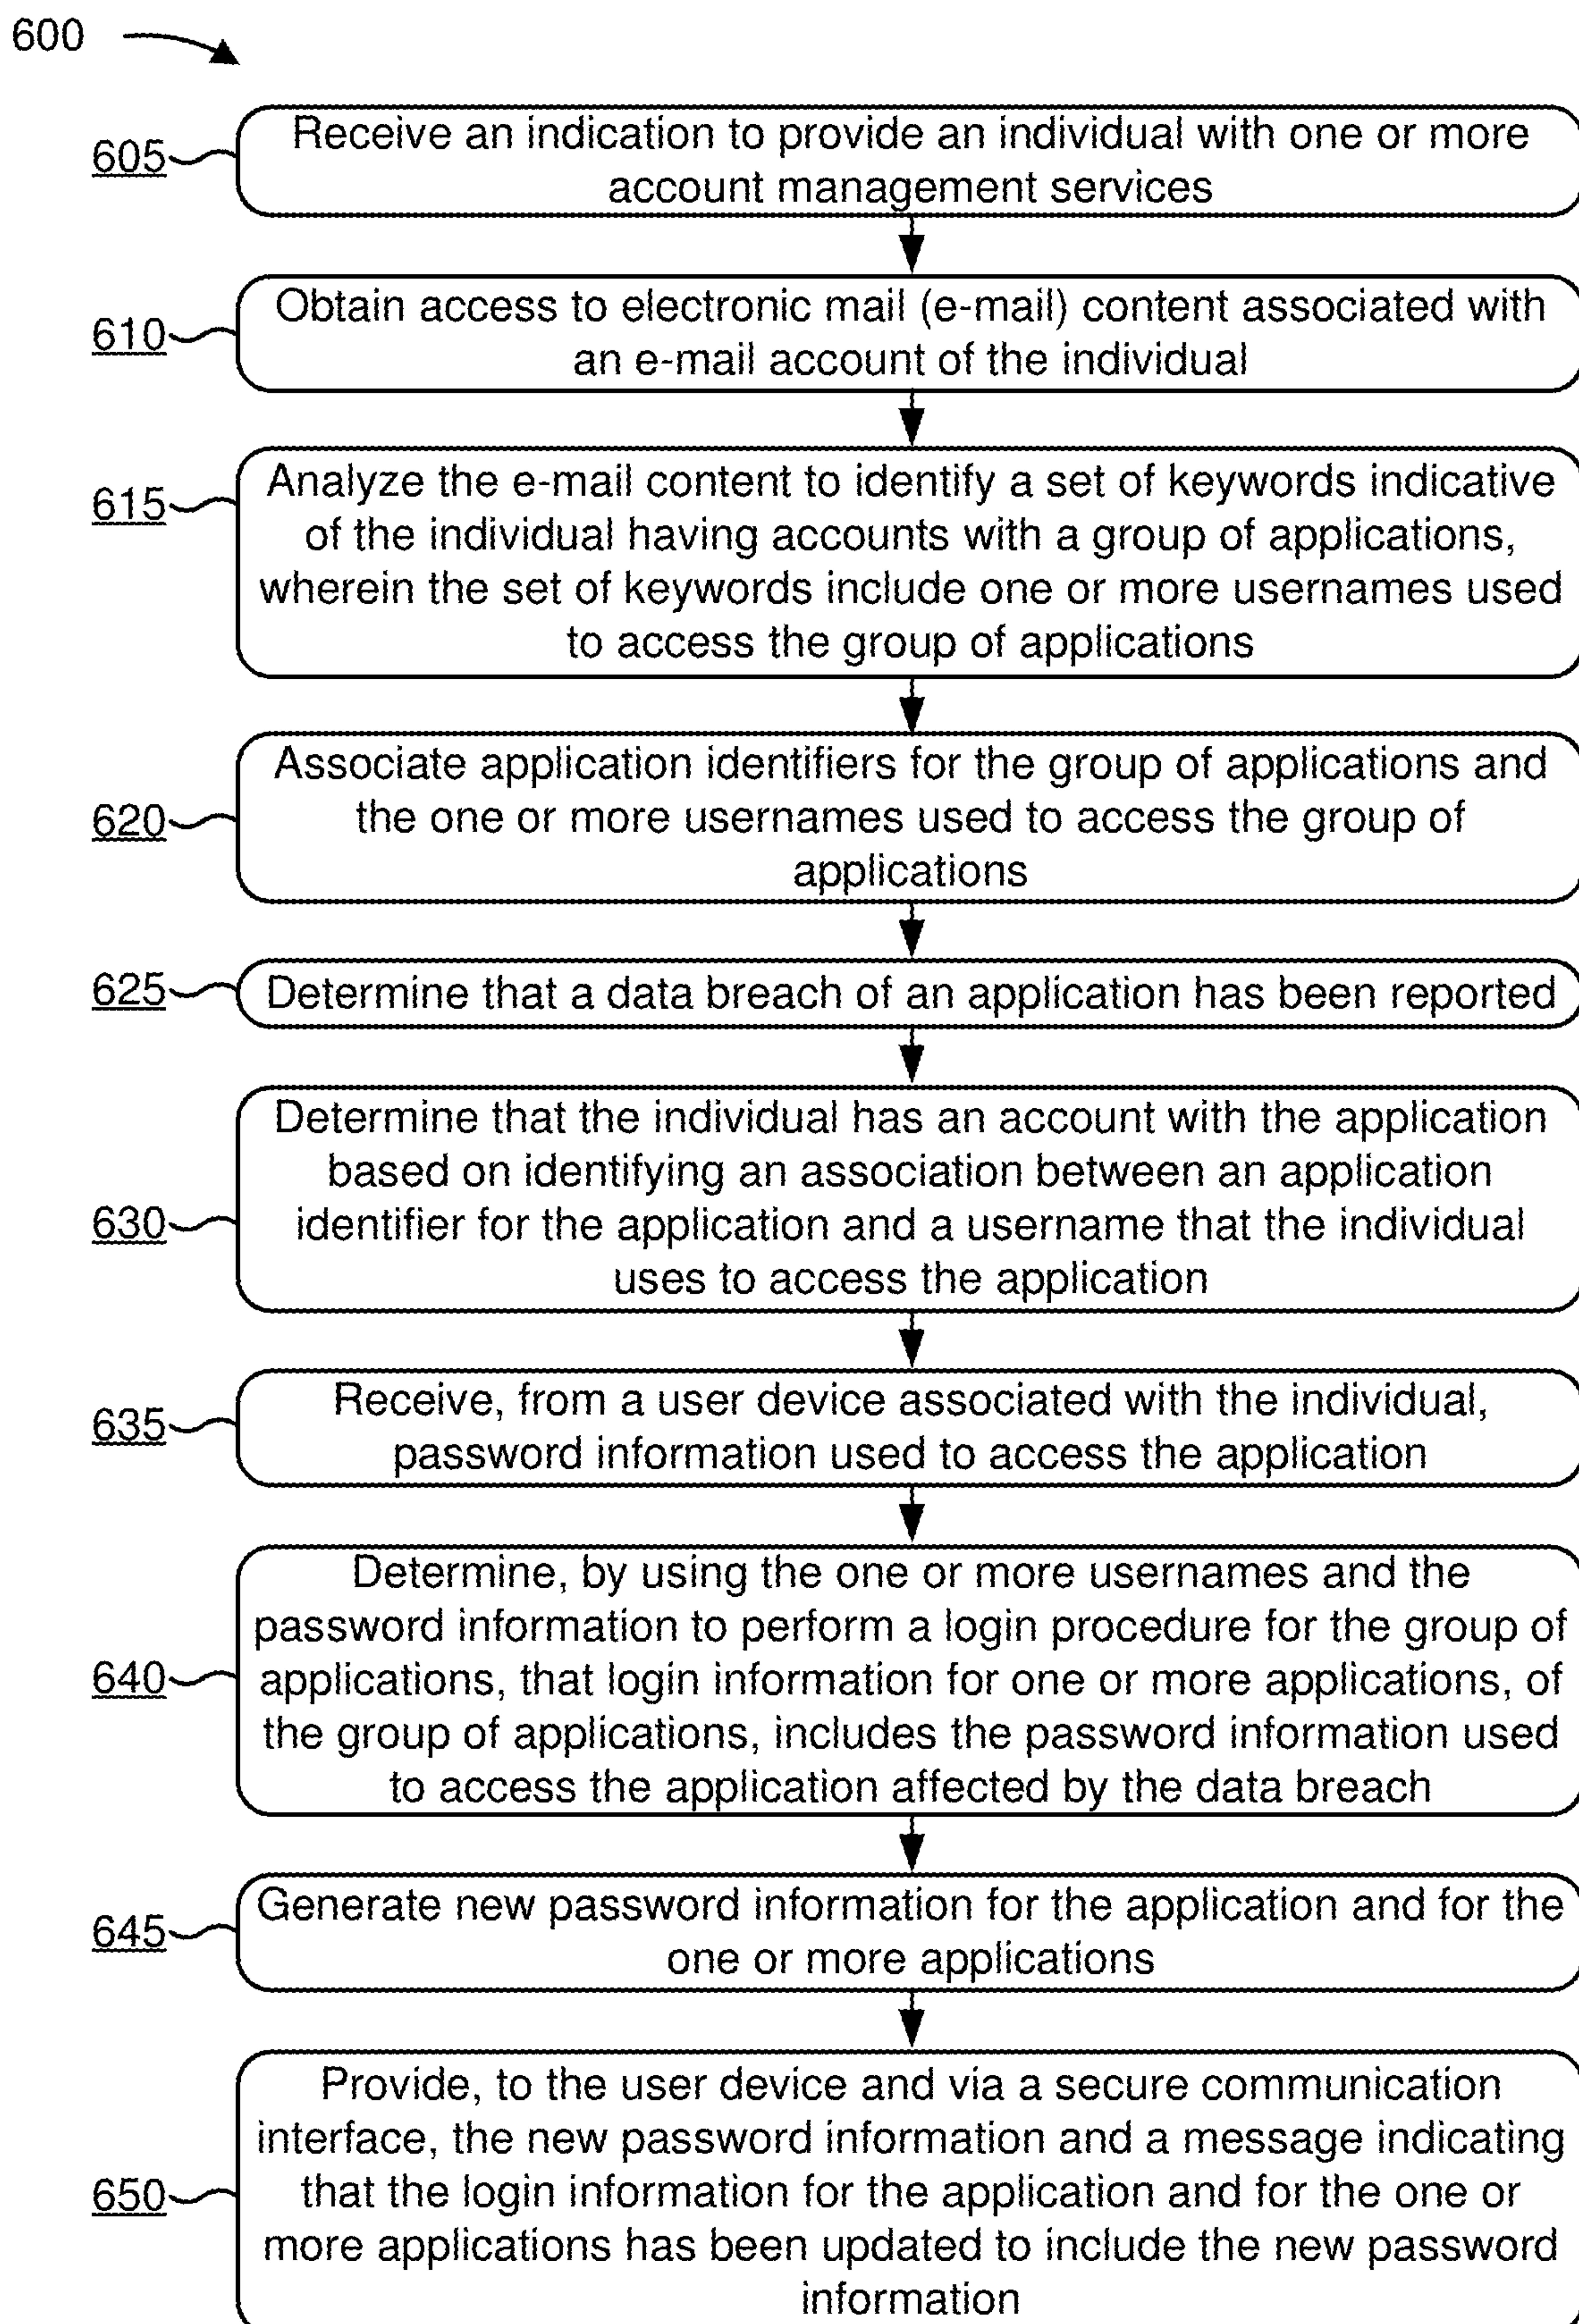 600
605
Receive an indication to provide an individual with one or more
account management services
610
Obtain access to electronic mail (e-mail) content associated with
an e-mail account of the individual
615
Analyze the e-mail content to identify a set of keywords indicative
of the individual having accounts with a group of applications,
wherein the set of keywords include one or more usernames used
to access the group of applications
620
Associate application identifiers for the group of applications and
the one or more usernames used to access the group of
applications
625
Determine that a data breach of an application has been reported
630
Determine that the individual has an account with the application
based on identifying an association between an application
identifier for the application and a username that the individual
uses to access the application
635
Receive, from a user device associated with the individual,
password information used to access the application
640
Determine, by using the one or more usernames and the
password information to perform a login procedure for the group of
applications, that login information for one or more applications, of
the group of applications, includes the password information used
to access the application affected by the data breach
645
Generate new password information for the application and for the
one or more applications
650
Provide, to the user device and via a secure communication
interface, the new password information and a message indicating
that the login information for the application and for the one or
more applications has been updated to include the new password
information